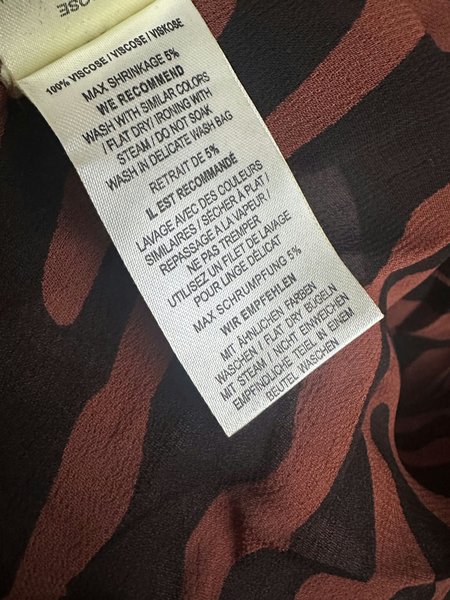 OSE
VISKOSE
100% VISCOSE / VISCOSE / VISKOSE
MAX SHRINKAGE 5%
WE RECOMMEND
WASH WITH SIMILAR COLORS
/ FLAT DRY/ IRONING WITH
STEAM / DO NOT SOAK
WASH IN DELICATE WASH BAG
RETRAIT DE 5%
IL EST RECOMMANDÉ
LAVAGE AVEC DES COULEURS
SIMILAIRES / SÉCHER À PLAT /
REPASSAGE A LA VAPEUR /
NE PAS TREMPER
UTILISEZ UN FILET DE LAVAGE
POUR LINGE DÉLICAT
MAX SCHRUMPFUNG 5%
WIR EMPFEHLEN
MIT ÄHNLICHEN FARBEN
WASCHEN / FLAT DRY BÜGELN
MIT STEAM / NICHT EINWEICHEN
EMPFINDLICHE TEIEL IN EINEM
BEUTEL WASCHEN